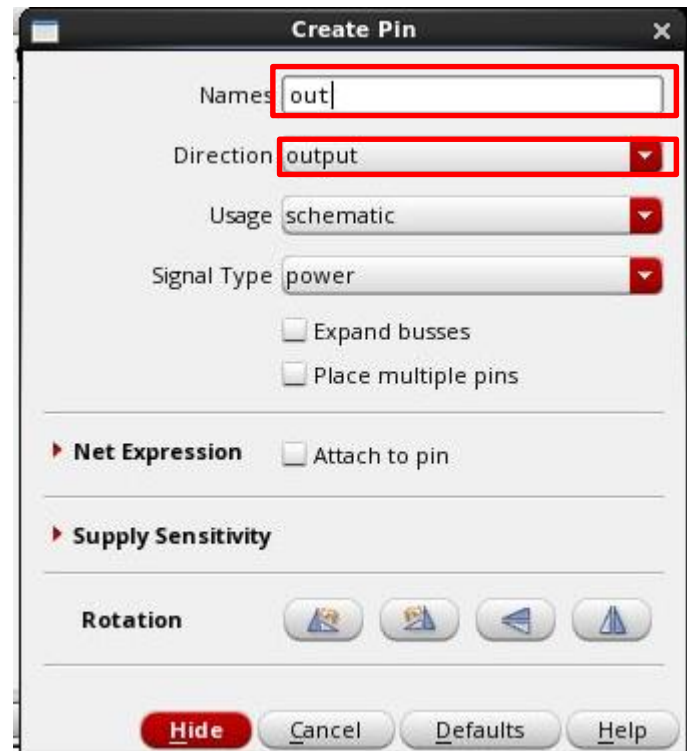 Create Pin
Names out
Direction output
Usage schematic
Signal Type power
Expand busses
Place multiple pins
Net Expression Attach to pin
Supply Sensitivity
Rotation
Hide Cancel Defaults Help